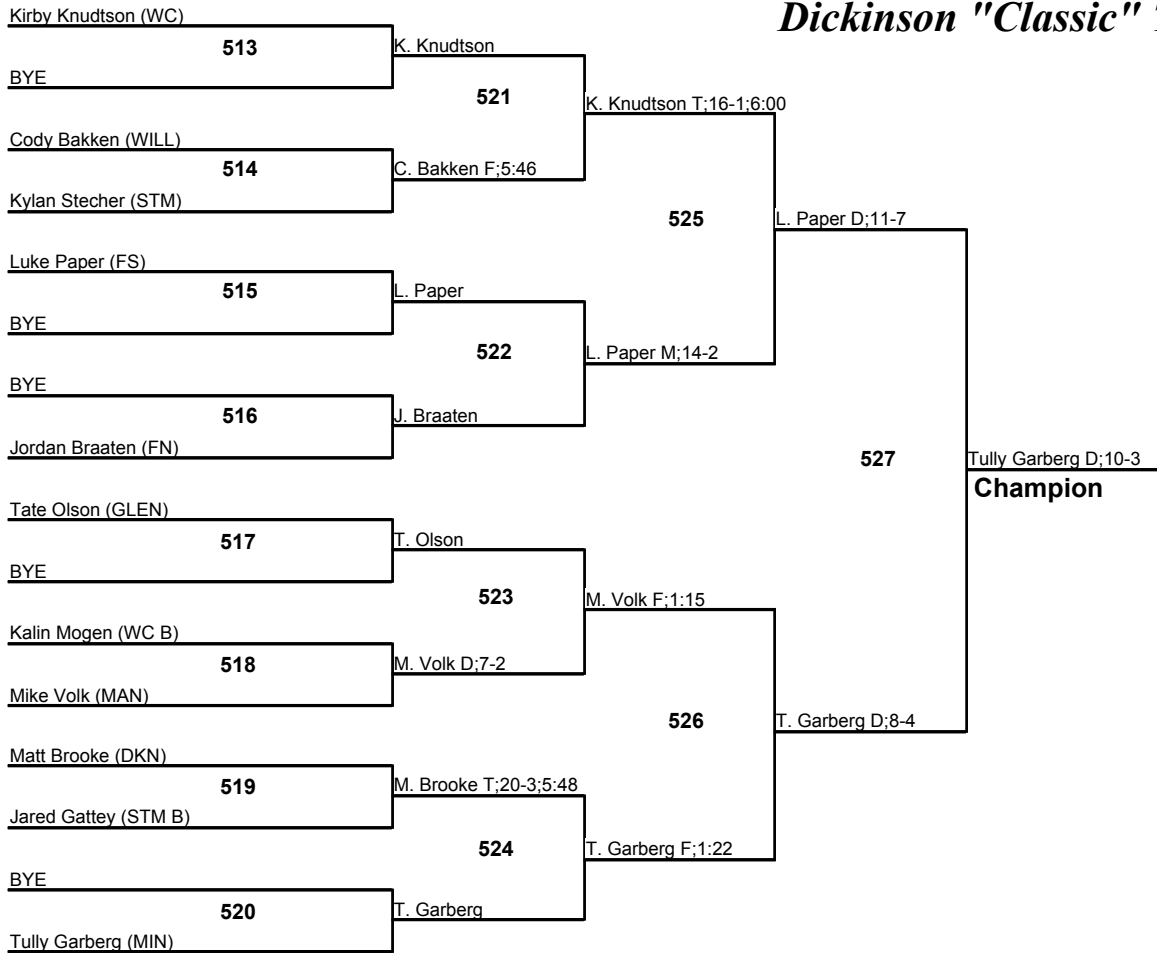 Dickinson "Classic"
Kirby Knudtson (WC)
513
BYE
K. Knudtson
521
Cody Bakken (WILL)
514
Kylan Stecher (STM)
C. Bakken F;5:46
K. Knudtson T;16-1;6:00
525
Luke Paper (FS)
515
BYE
L. Paper
522
BYE
516
Jordan Braaten (FN)
J. Braaten
L. Paper M;14-2
L. Paper D;11-7
527
Tate Olson (GLEN)
517
BYE
T. Olson
523
Kalin Mogen (WC B)
518
Mike Volk (MAN)
M. Volk D;7-2
M. Volk F;1:15
526
Matt Brooke (DKN)
519
Jared Gattey (STM B)
M. Brooke T;20-3;5:48
524
BYE
520
Tully Garberg (MIN)
T. Garberg
T. Garberg F;1:22
T. Garberg D;8-4
Tully Garberg D;10-3
Champion